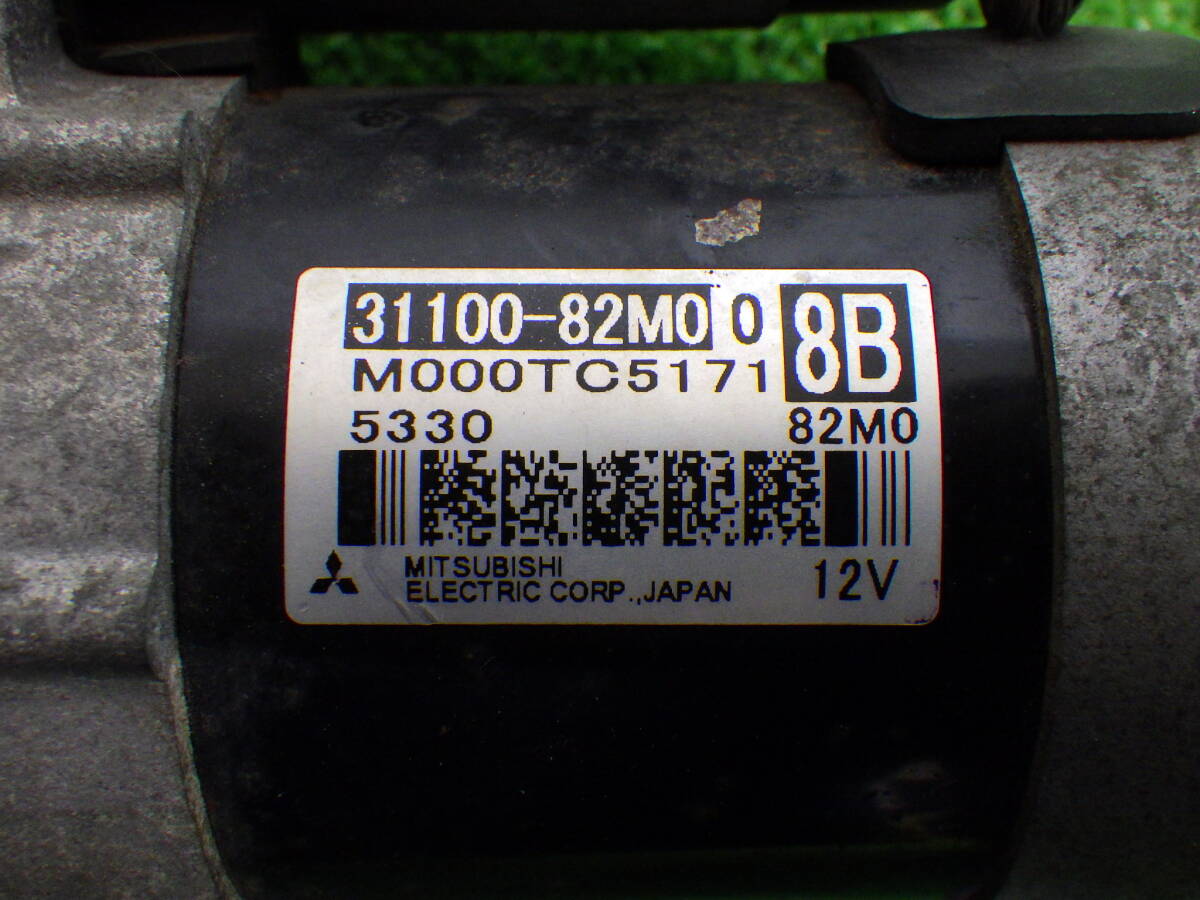 31100-82M0 0 8B
M000TC5171
5330 82M0
MITSUBISHI
ELECTRIC CORP.,JAPAN 12V